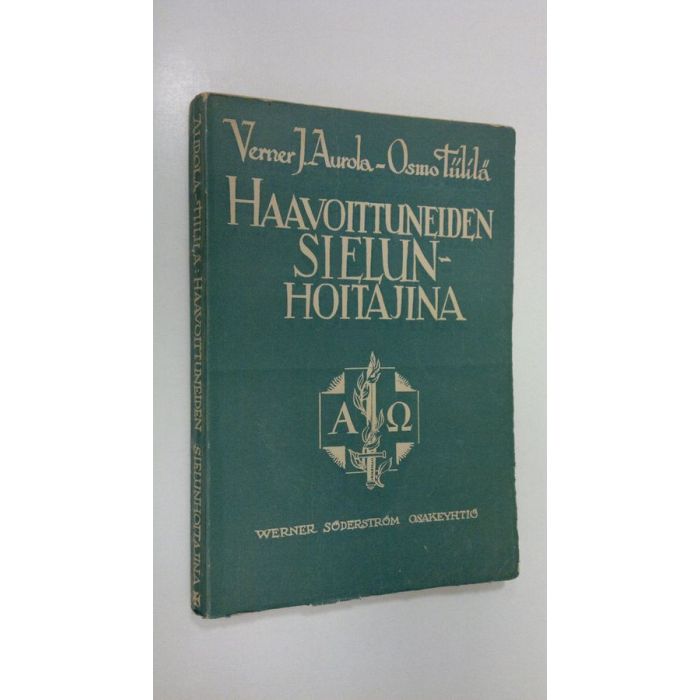 Verner J. Aurola - Osmo Tiililä
HAAVOITTUNEIDEN
SIELUN-
HOITAJINA
Α Ω
WERNER SÖDERSTRÖM OSAKEYHTIÖ
AUROLA - TIILILÄ: HAAVOITTUNEIDEN SIELUNHOITAJINA